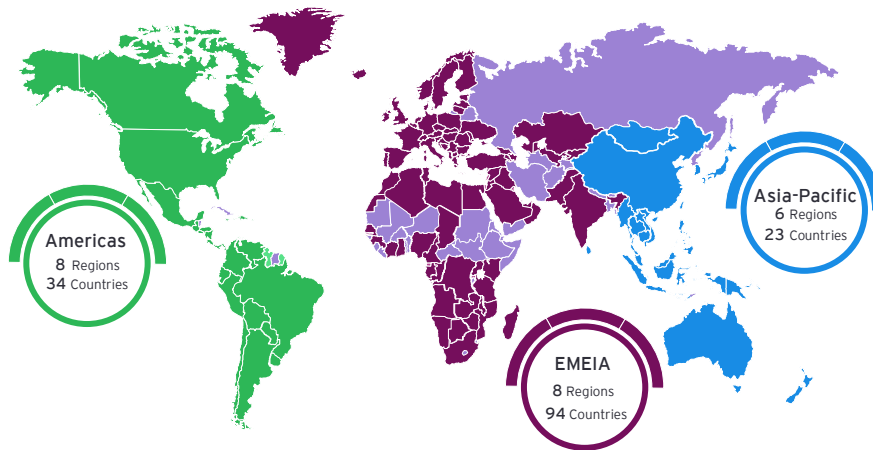 Americas
8 Regions
34 Countries
EMEIA
8 Regions
94 Countries
Asia-Pacific
6 Regions
23 Countries